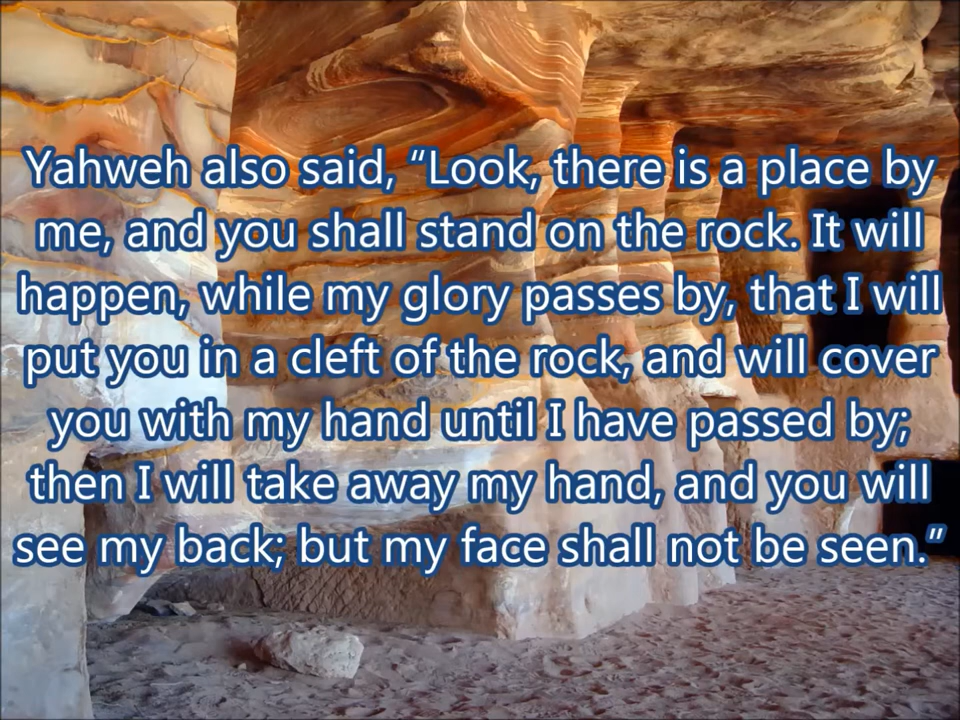 Yahweh also said, “Look, there is a place by
me, and you shall stand on the rock. It will
happen, while my glory passes by, that I will
put you in a cleft of the rock, and will cover
you with my hand until I have passed by;
then I will take away my hand, and you will
see my back; but my face shall not be seen.”